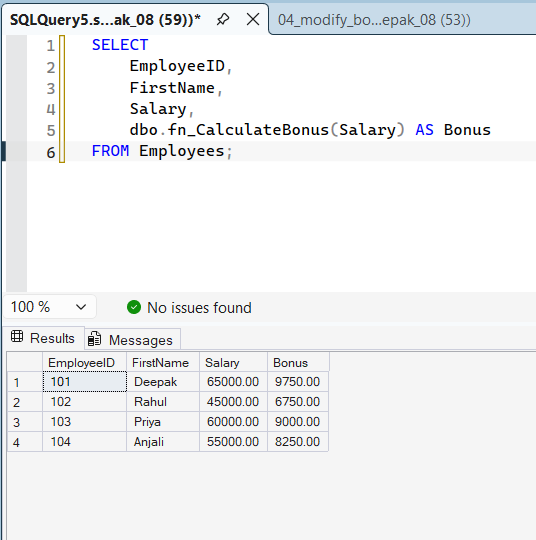 SQLQuery5.s...ak_08 (59))* 04_modify_bo...epak_08 (53))
1 SELECT
2 EmployeeID,
3 FirstName,
4 Salary,
5 dbo.fn_CalculateBonus(Salary) AS Bonus
6 FROM Employees;
100 % No issues found
Results Messages
EmployeeID FirstName Salary Bonus
1 101 Deepak 65000.00 9750.00
2 102 Rahul 45000.00 6750.00
3 103 Priya 60000.00 9000.00
4 104 Anjali 55000.00 8250.00